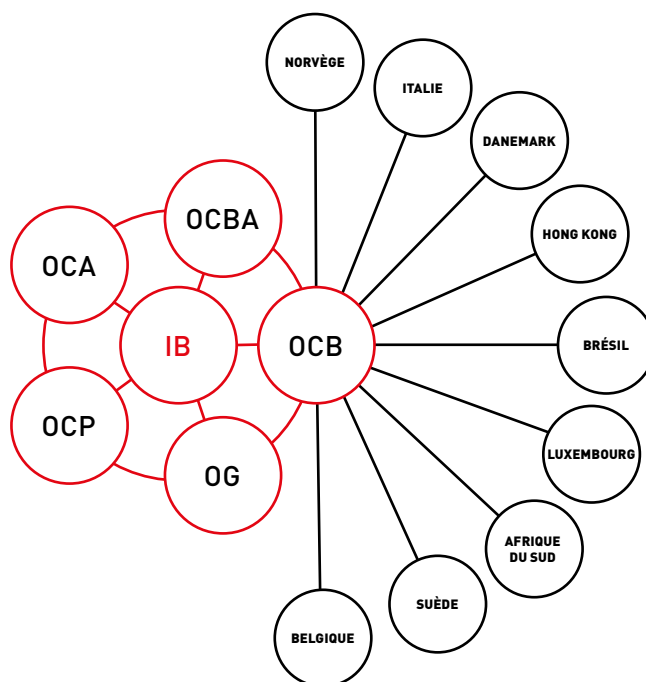 NORVÈGE
ITALIE
DANEMARK
HONG KONG
BRÉSIL
LUXEMBOURG
AFRIQUE
DU SUD
SUÈDE
BELGIQUE
OCBA
OCA
IB
OCB
OCP
OG